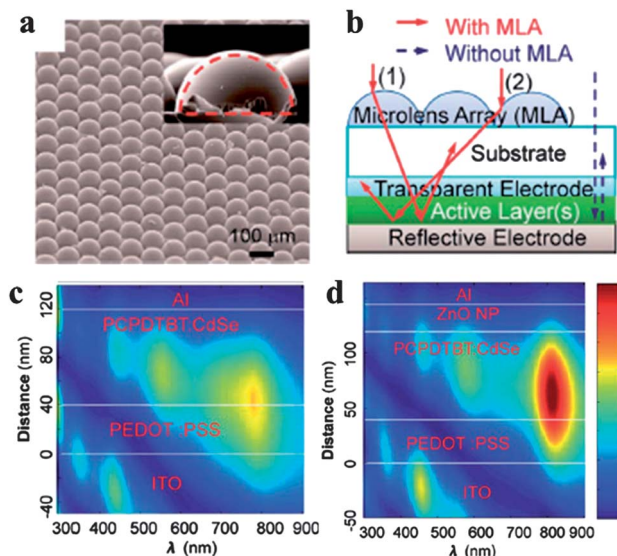 a
100 μm
b
With MLA
Without MLA
(1)
(2)
Microlens Array (MLA)
Substrate
Transparent Electrode
Active Layer(s)
Reflective Electrode
c
Distance (nm)
120
80
40
0
-40
Al
PCPDTBT:CdSe
PEDOT :PSS
ITO
300 400 500 600 700 800 900
λ (nm)
d
Distance (nm)
100
50
0
-50
Al
ZnO NP
PCPDTBT:CdSe
PEDOT :PSS
ITO
300 400 500 600 700 800 900
λ (nm)